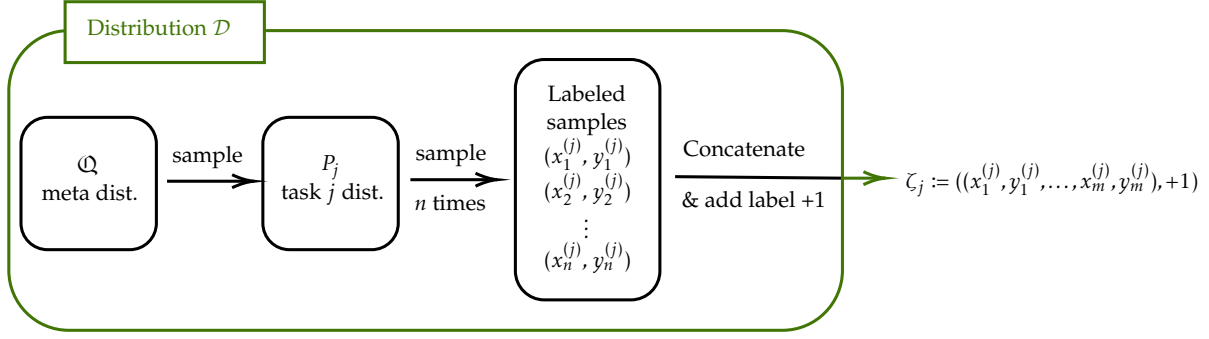 Distribution 𝒟
𝔔
meta dist.
sample
P_j
task j dist.
sample
n times
Labeled
samples
(x_1^{(j)}, y_1^{(j)})
(x_2^{(j)}, y_2^{(j)})
⋮
(x_n^{(j)}, y_n^{(j)})
Concatenate
& add label +1
ζ_j := ((x_1^{(j)}, y_1^{(j)}, ..., x_m^{(j)}, y_m^{(j)}), +1)